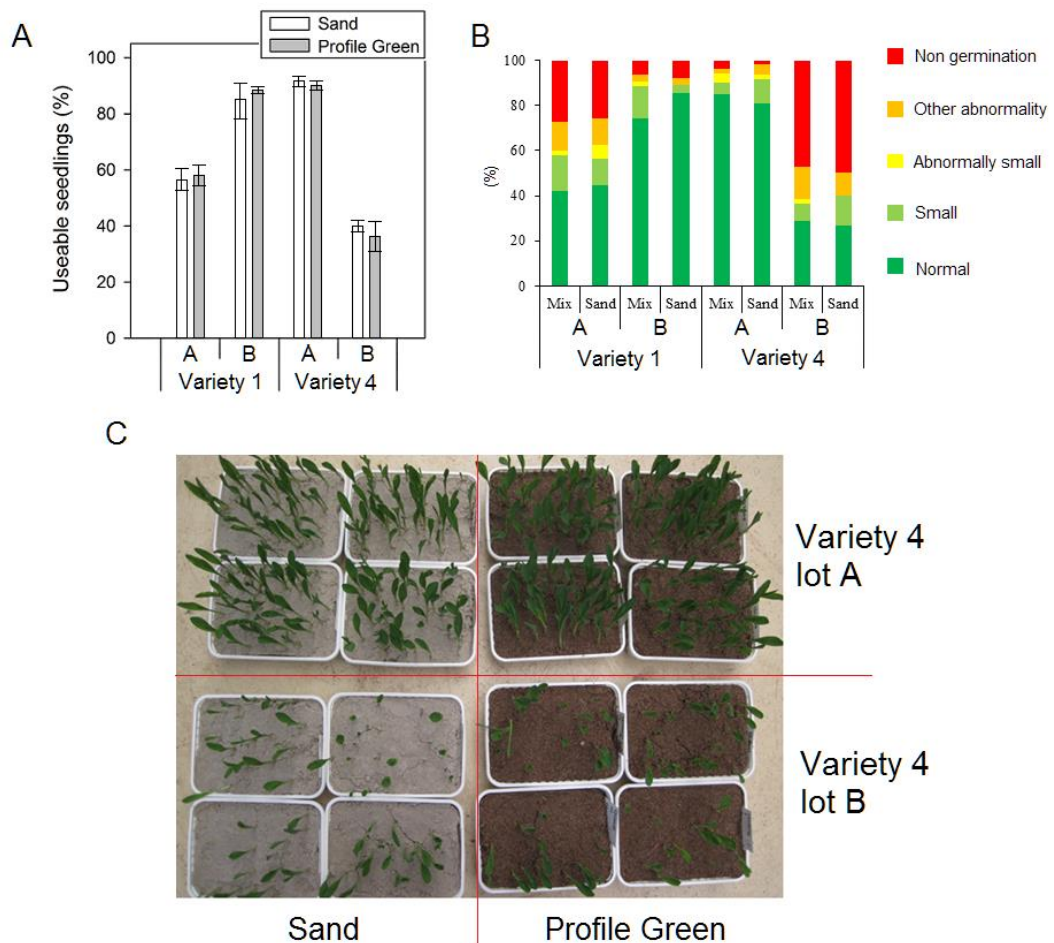 A
Sand
Profile Green
Useable seedlings (%)
100
80
60
40
20
0
A B A B
Variety 1 Variety 4
B
(%)
100
80
60
40
20
0
Mix Sand Mix Sand Mix Sand Mix Sand
A B A B
Variety 1 Variety 4
Non germination
Other abnormality
Abnormally small
Small
Normal
C
Variety 4
lot A
Variety 4
lot B
Sand Profile Green